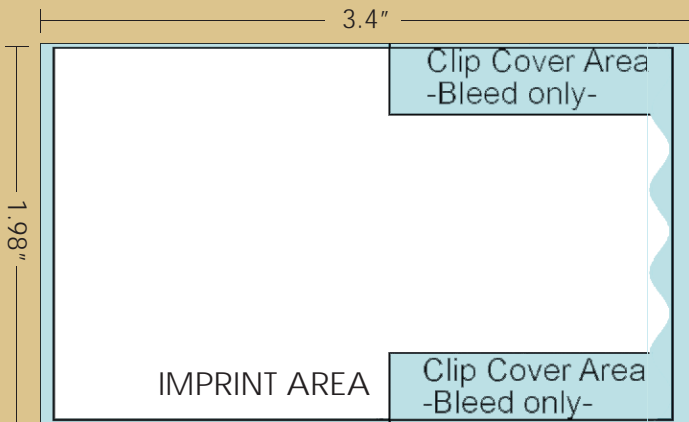 3.4"
Clip Cover Area
-Bleed only-
1.98"
IMPRINT AREA
Clip Cover Area
-Bleed only-